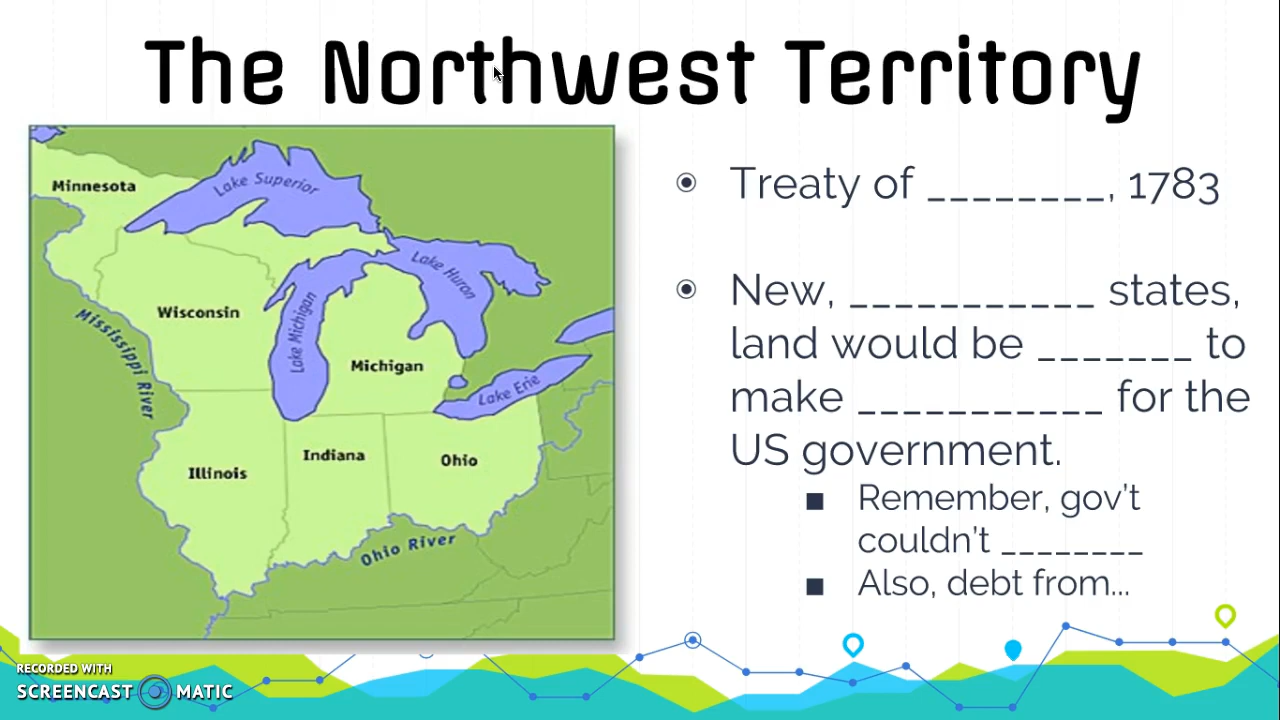 The Northwest Territory
Minnesota
Lake Superior
Lake Huron
Wisconsin
Lake Michigan
Mississippi River
Michigan
Lake Erie
Illinois
Indiana
Ohio
Ohio River
Treaty of ________, 1783
New, ___________ states,
land would be _______ to
make ___________ for the
US government.
Remember, gov't
couldn't ________
Also, debt from...
RECORDED WITH
SCREENCAST MATIC